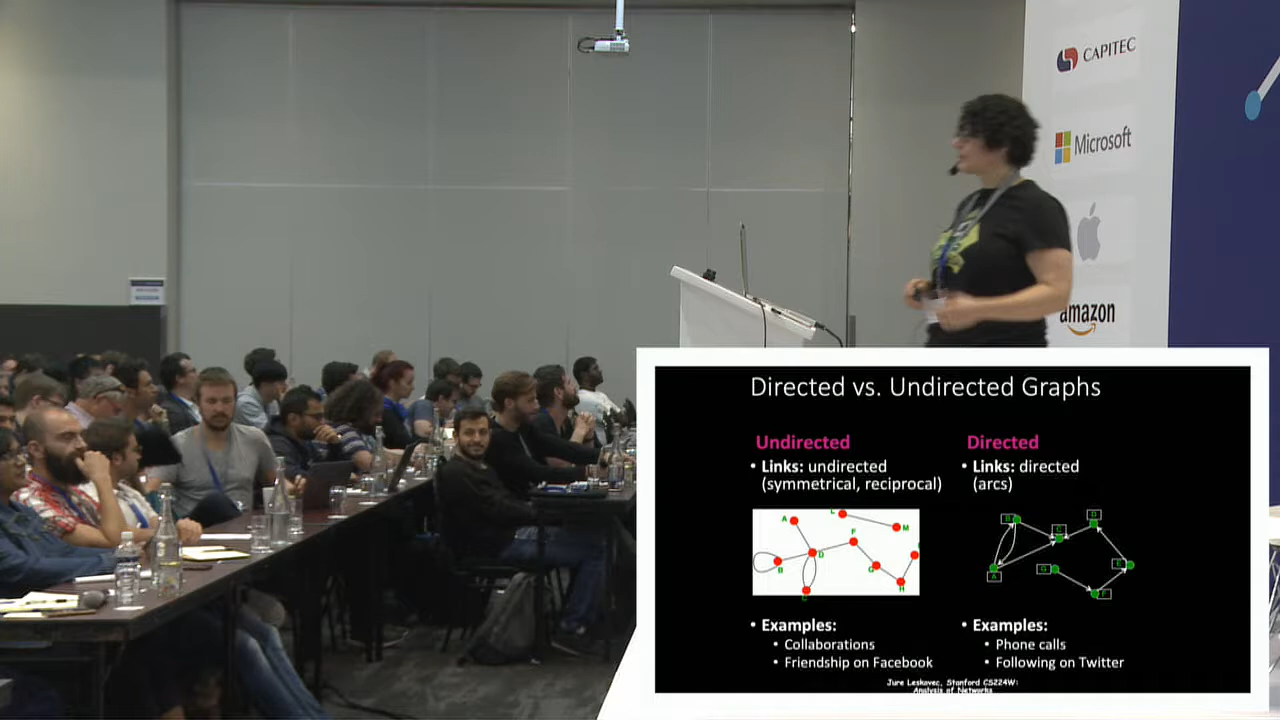 CAPITEC
Microsoft
amazon
Directed vs. Undirected Graphs
Undirected
• Links: undirected
(symmetrical, reciprocal)
A
L
M
F
D
B
G
H
C
• Examples:
• Collaborations
• Friendship on Facebook
Directed
• Links: directed
(arcs)
B
D
C
E
G
A
F
• Examples:
• Phone calls
• Following on Twitter
Jure Leskovec, Stanford CS224W:
Analysis of Networks